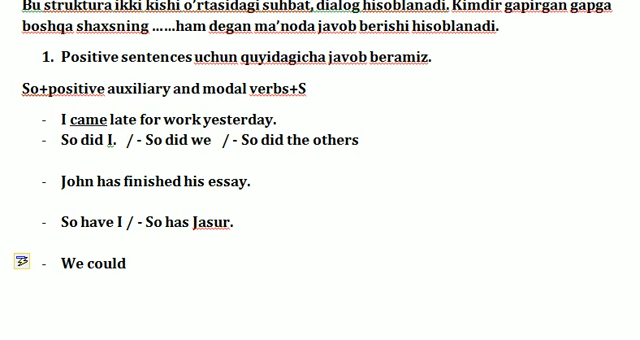 Bu struktura ikki kishi o’rtasidagi suhbat, dialog hisoblanadi. Kimdir gapirgan gapga
boshqa shaxsning ……ham degan ma’noda javob berishi hisoblanadi.
1. Positive sentences uchun quyidagicha javob beramiz.
So+positive auxiliary and modal verbs+S
- I came late for work yesterday.
- So did I. / - So did we / - So did the others
- John has finished his essay.
- So have I / - So has Jasur.
- We could